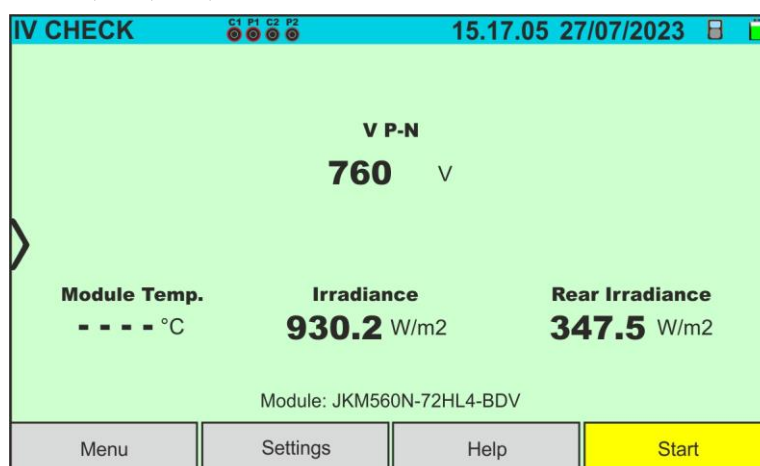 IV CHECK C1 P1 C2 P2 15.17.05 27/07/2023
V P-N
760 V
Module Temp. Irradiance Rear Irradiance
- - - - °C 930.2 W/m2 347.5 W/m2
Module: JKM560N-72HL4-BDV
Menu Settings Help Start